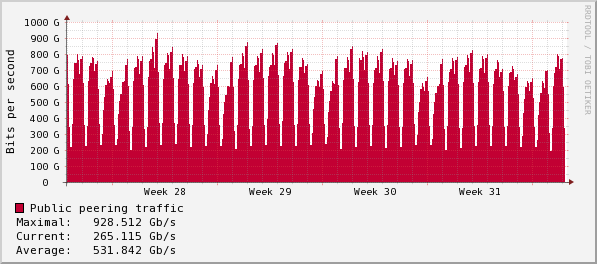 1000 G
900 G
800 G
700 G
600 G
500 G
400 G
300 G
200 G
100 G
0
Bits per second
Week 28 Week 29 Week 30 Week 31
RRDTOOL / TOBI OETIKER
Public peering traffic
Maximal: 928.512 Gb/s
Current: 265.115 Gb/s
Average: 531.842 Gb/s